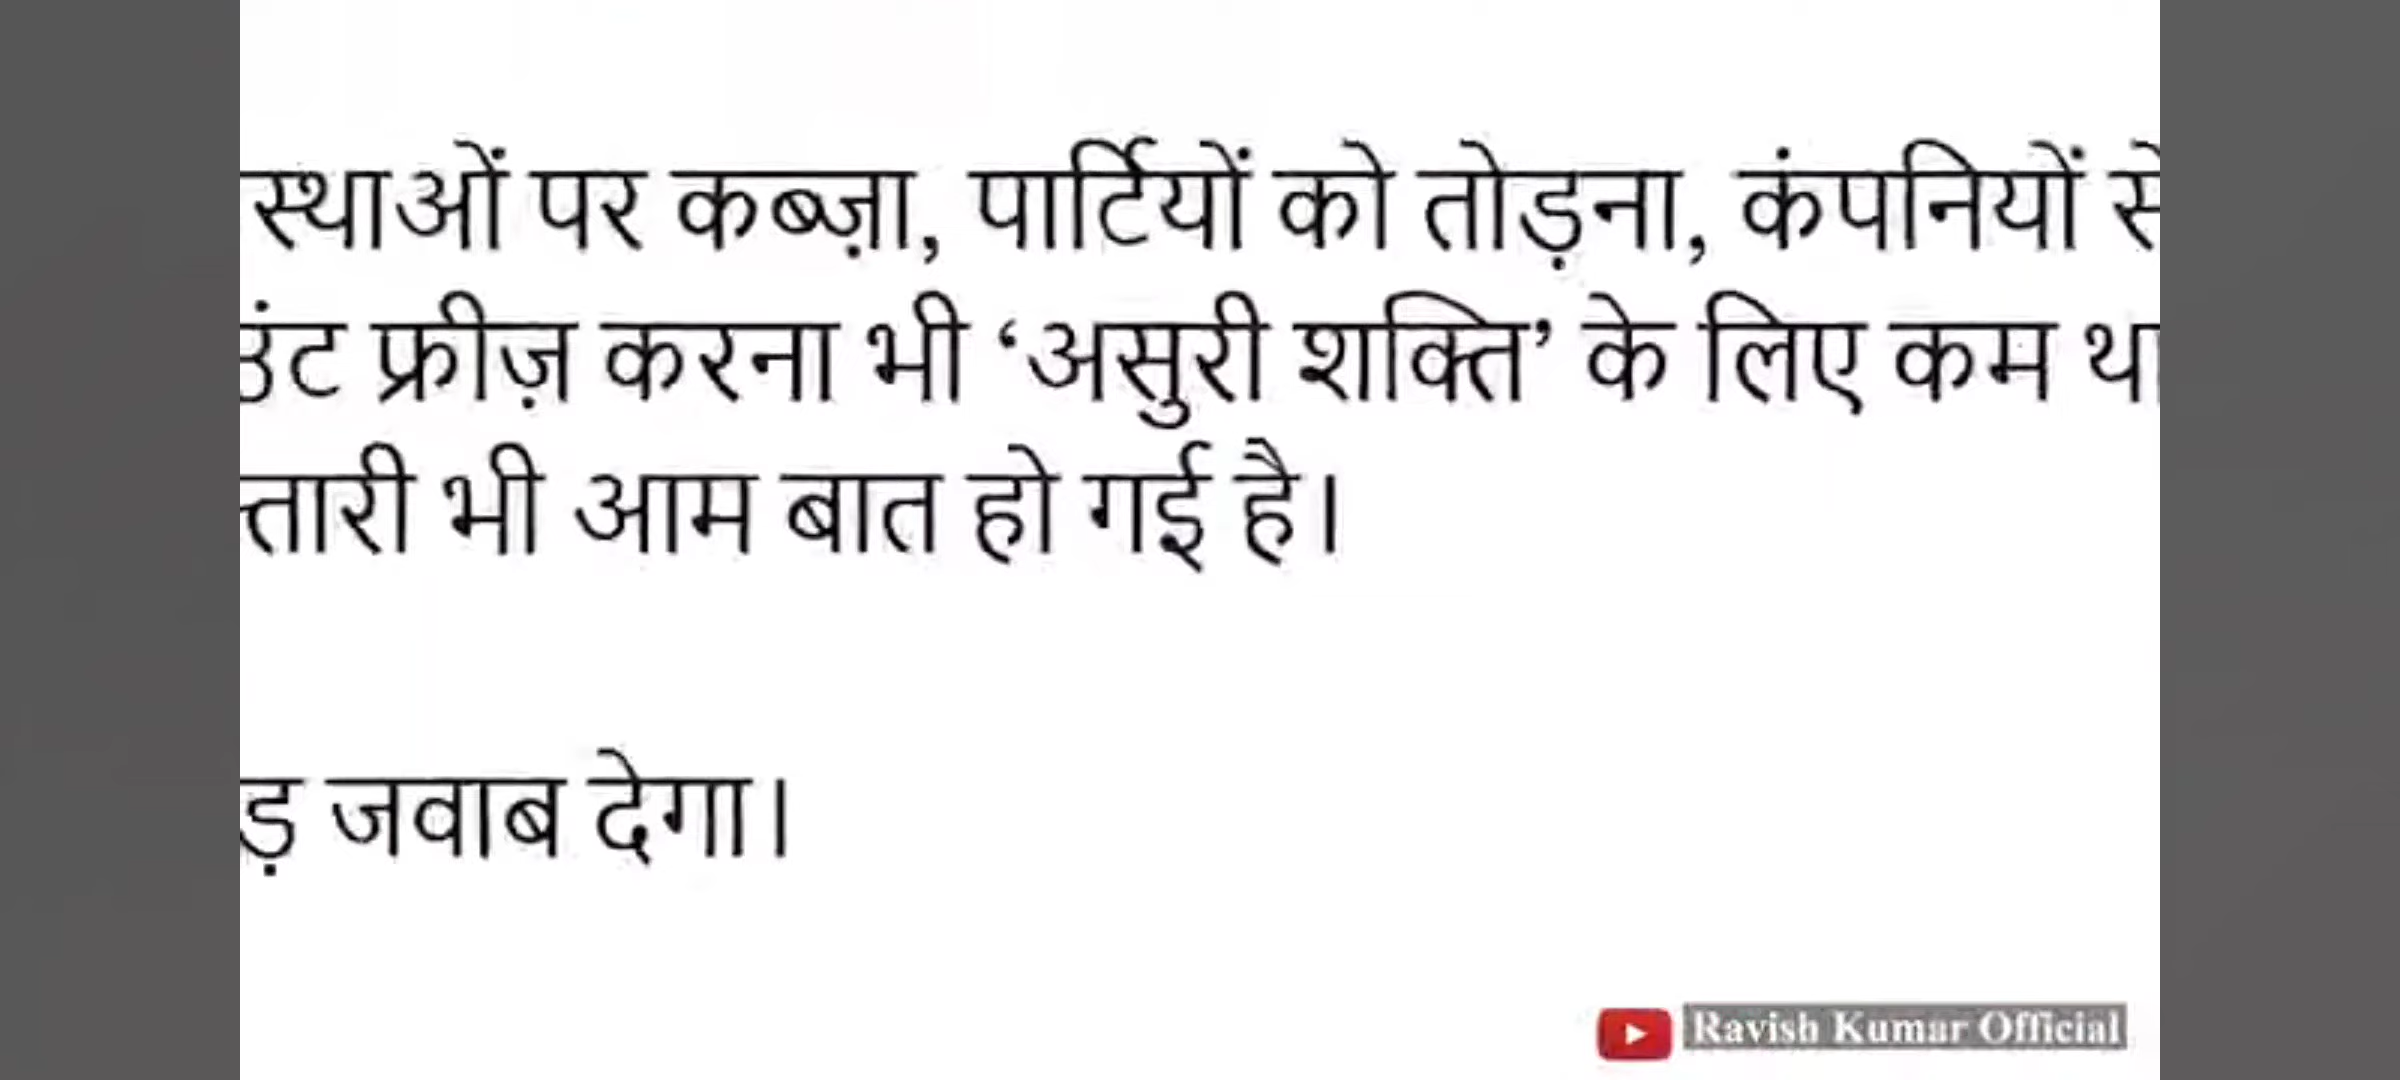 स्थाओं पर कब्ज़ा, पार्टियों को तोड़ना, कंपनियों से
उंट फ्रीज़ करना भी ‘असुरी शक्ति’ के लिए कम था
तारी भी आम बात हो गई है।
ड़ जवाब देगा।
Ravish Kumar Official